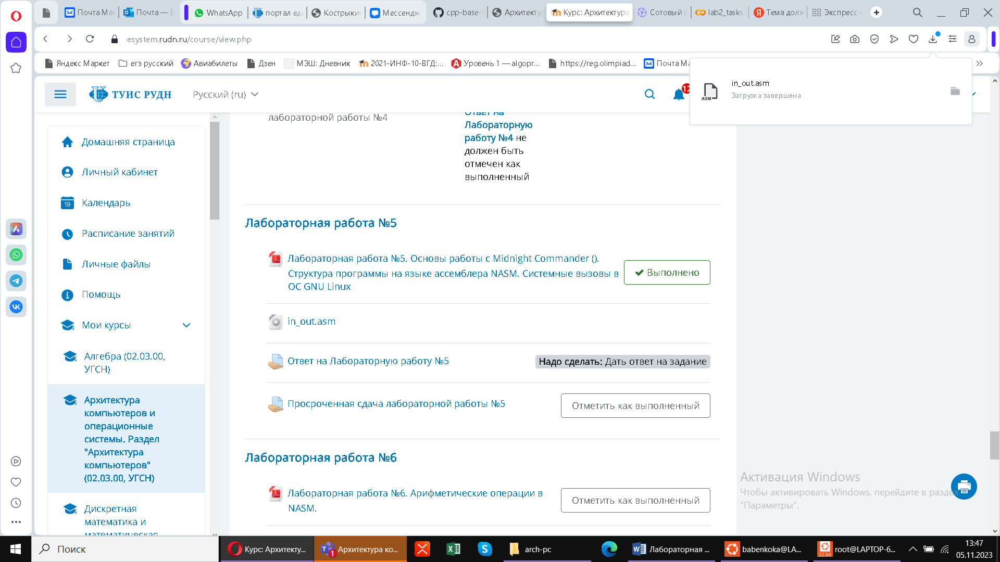 Почта Mai
Почта — Б
WhatsApp
портал еди
Кострыкин
Мессендже
cpp-base-c
Архитектур
Курс: Архитектура
Сотовый с
lab2_tasks.
Тема долж
Экспресс-
esystem.rudn.ru/course/view.php
Яндекс Маркет
егэ русский
Авиабилеты
Дзен
МЭШ: Дневник
2021-ИНФ-10-ВГД:...
Уровень 1 — algopr...
https://reg.olimpiad...
Почта Ма
in_out.asm
Загрузка завершена
ASM
ТУИС РУДН
Русский (ru)
12
Домашняя страница
Личный кабинет
19
Календарь
Расписание занятий
Личные файлы
Помощь
Мои курсы
Алгебра (02.03.00,
УГСН)
Архитектура
компьютеров и
операционные
системы. Раздел
"Архитектура
компьютеров"
(02.03.00, УГСН)
Дискретная
математика и
математическая
лабораторной работы №4
Ответ на
Лабораторную
работу №4 не
должен быть
отмечен как
выполненный
Лабораторная работа №5
Лабораторная работа №5. Основы работы с Midnight Commander ().
Структура программы на языке ассемблера NASM. Системные вызовы в
ОС GNU Linux
Выполнено
in_out.asm
Ответ на Лабораторную работу №5
Надо сделать: Дать ответ на задание
Просроченная сдача лабораторной работы №5
Отметить как выполненный
Лабораторная работа №6
Лабораторная работа №6. Арифметические операции в
NASM.
Отметить как выполненный
Активация Windows
Чтобы активировать Windows, перейдите в раздел
"Параметры".
Поиск
Курс: Архитекту...
1
Архитектура ко...
arch-pc
Лабораторная ...
babenkoka@LA...
22.04
root@LAPTOP-6...
13:47
05.11.2023